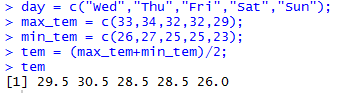 > day = c("Wed","Thu","Fri","Sat","Sun");
> max_tem = c(33,34,32,32,29);
> min_tem = c(26,27,25,25,23);
> tem = (max_tem+min_tem)/2;
> tem
[1] 29.5 30.5 28.5 28.5 26.0